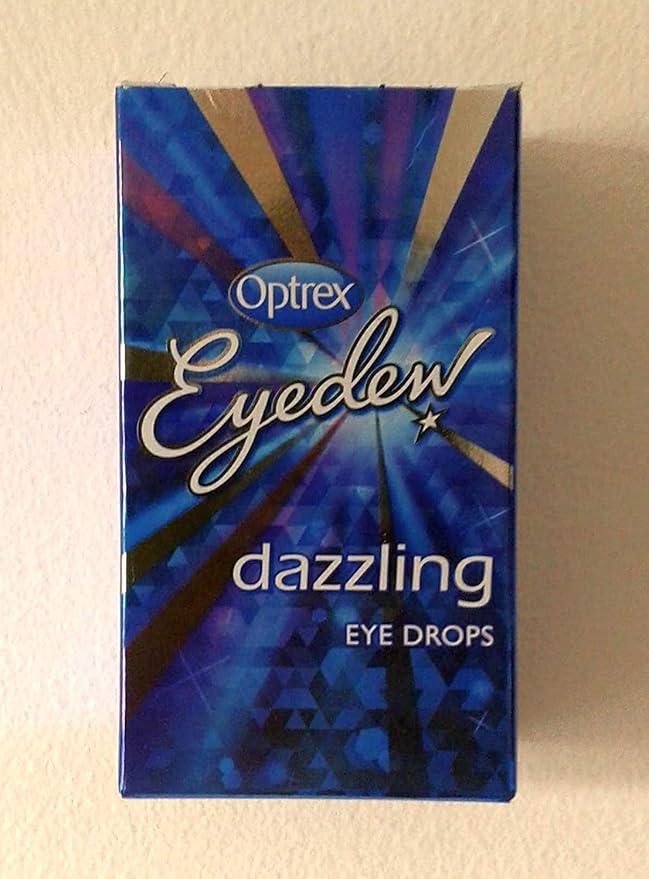 Optrex
Eyedew
dazzling
EYE DROPS